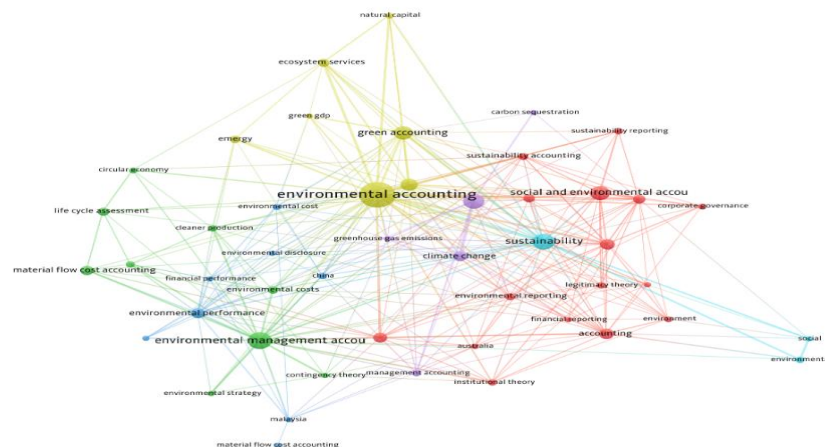 natural capital
ecosystem services
carbon sequestration
green gdp
green accounting
sustainability reporting
emergy
sustainability accounting
circular economy
environmental accounting
social and environmental accou
environmental cost
corporate governance
life cycle assessment
cleaner production
greenhouse gas emissions
sustainability
environmental disclosure
climate change
material flow cost accounting
financial performance
china
legitimacy theory
environmental costs
environmental reporting
environmental performance
financial reporting
environment
accounting
social
environmental management accou
australia
environment
contingency theory
management accounting
institutional theory
environmental strategy
malaysia
material flow cost accounting